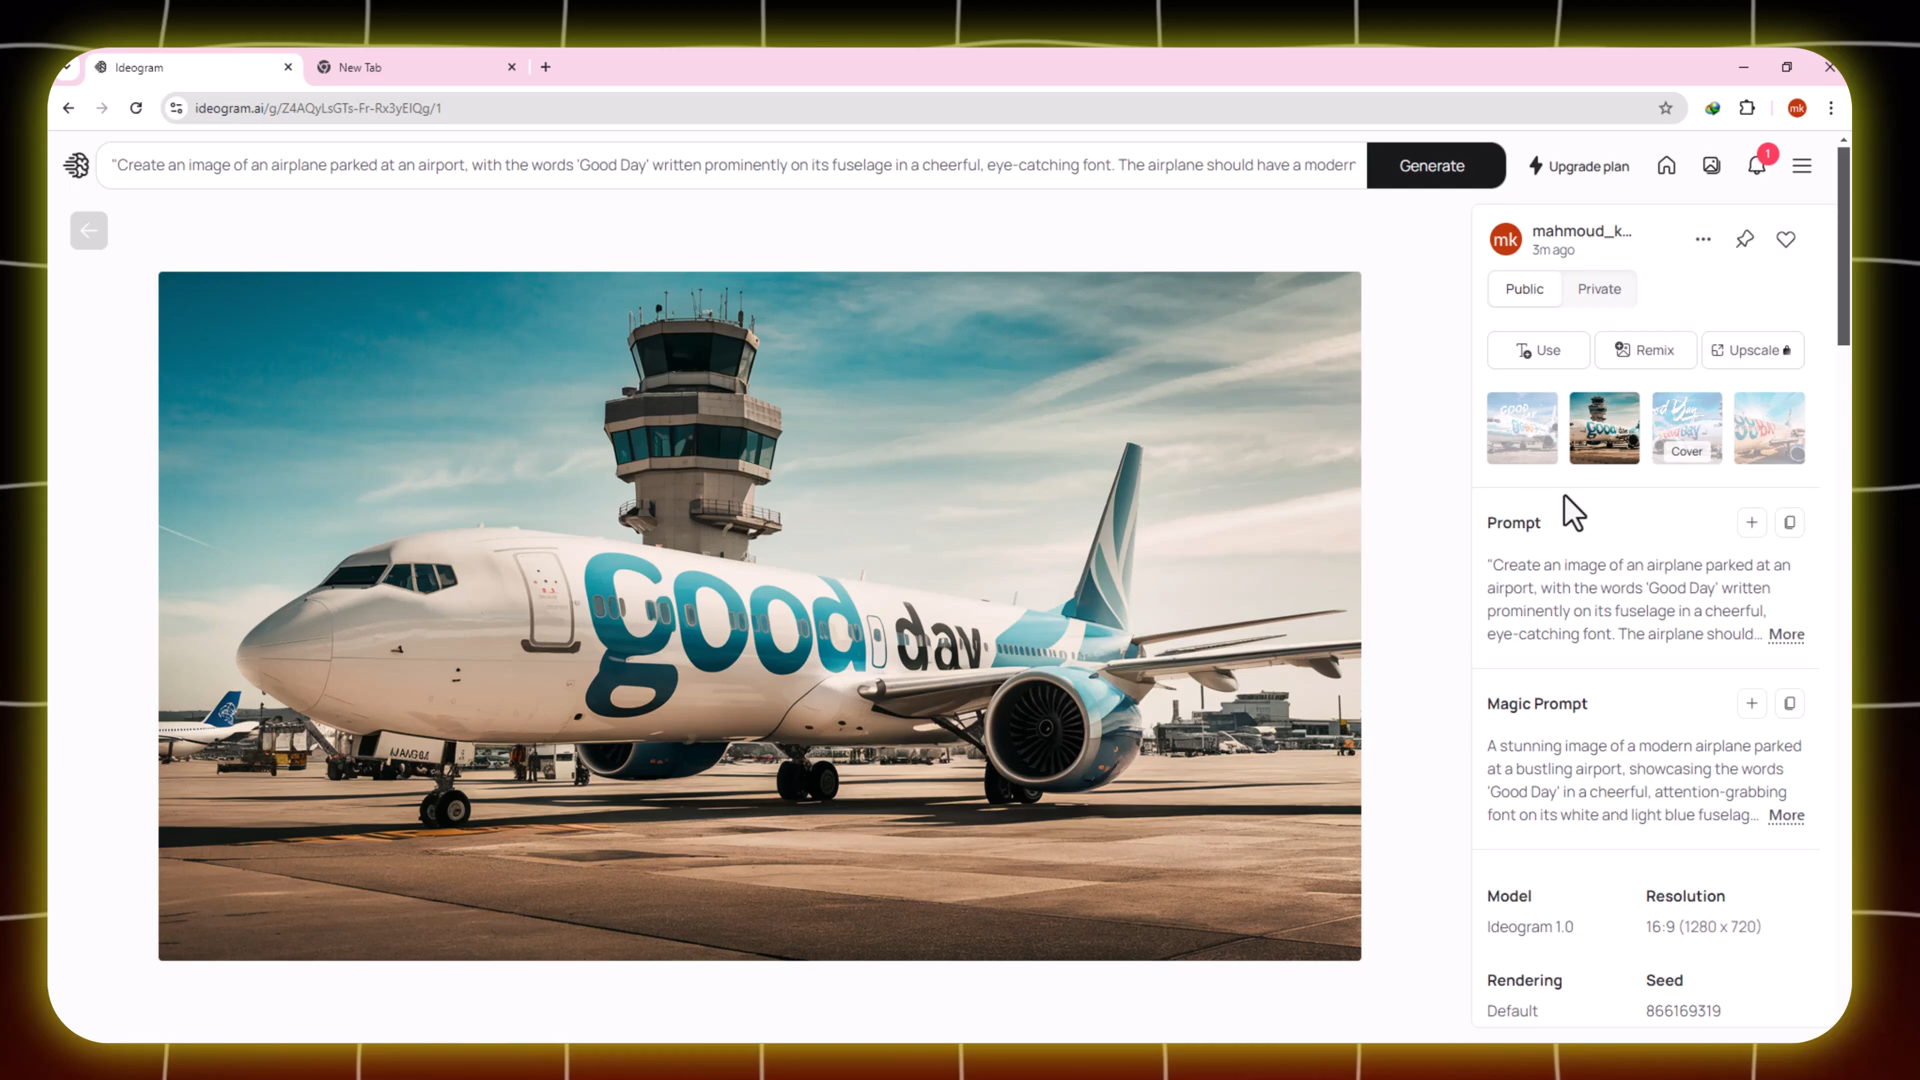 Ideogram
New Tab
ideogram.ai/g/Z4AQyLsGTs-Fr-Rx3yEIQg/1
mk
"Create an image of an airplane parked at an airport, with the words 'Good Day' written prominently on its fuselage in a cheerful, eye-catching font. The airplane should have a modern
Generate
Upgrade plan
1
mk
mahmoud_k...
3m ago
Public
Private
Use
Remix
Upscale
Cover
good day
Prompt
"Create an image of an airplane parked at an
airport, with the words 'Good Day' written
prominently on its fuselage in a cheerful,
eye-catching font. The airplane should... More
Magic Prompt
A stunning image of a modern airplane parked
at a bustling airport, showcasing the words
'Good Day' in a cheerful, attention-grabbing
font on its white and light blue fuselag... More
Model
Resolution
Ideogram 1.0
16:9 (1280 x 720)
Rendering
Seed
Default
866169319